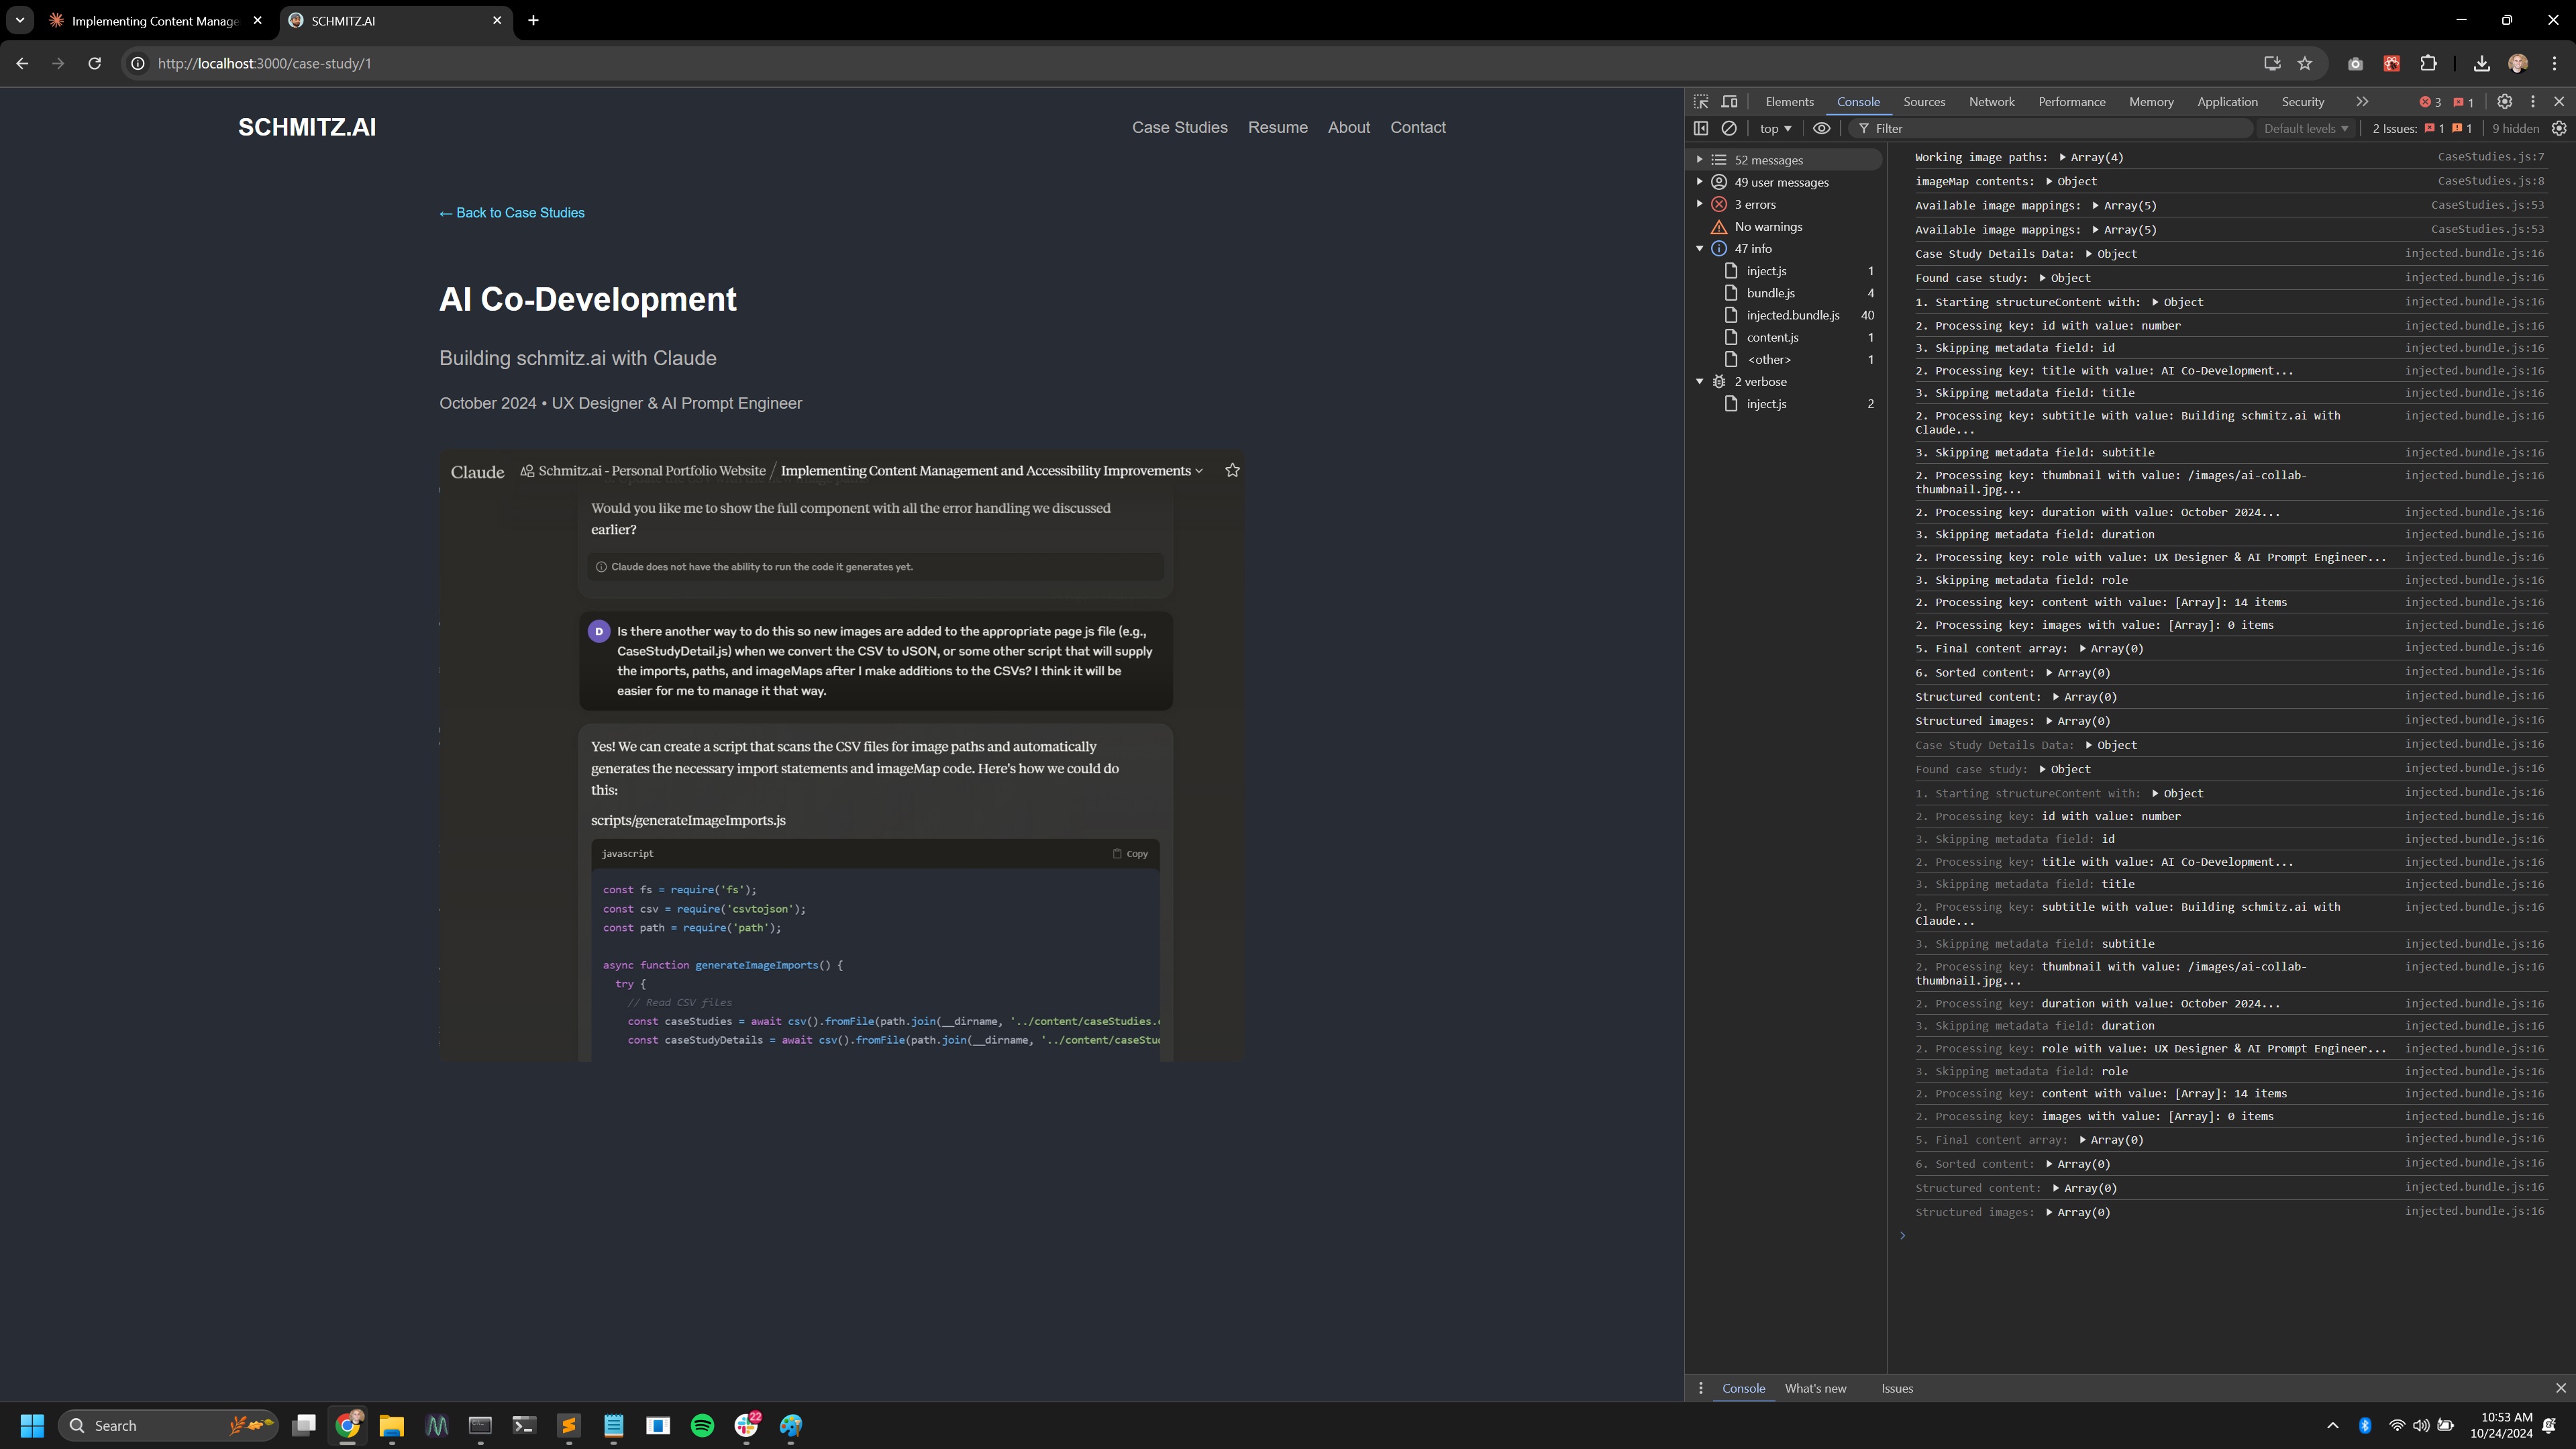 Implementing Content Manage
SCHMITZ.AI
http://localhost:3000/case-study/1
SCHMITZ.AI
Case Studies Resume About Contact
← Back to Case Studies
AI Co-Development
Building schmitz.ai with Claude
October 2024 • UX Designer & AI Prompt Engineer
Claude Schmitz.ai - Personal Portfolio Website / Implementing Content Management and Accessibility Improvements
Would you like me to show the full component with all the error handling we discussed
earlier?
Claude does not have the ability to run the code it generates yet.
D
Is there another way to do this so new images are added to the appropriate page js file (e.g.,
CaseStudyDetail.js) when we convert the CSV to JSON, or some other script that will supply
the imports, paths, and imageMaps after I make additions to the CSVs? I think it will be
easier for me to manage it that way.
Yes! We can create a script that scans the CSV files for image paths and automatically
generates the necessary import statements and imageMap code. Here's how we could do
this:
scripts/generateImageImports.js
javascript Copy
const fs = require('fs');
const csv = require('csvtojson');
const path = require('path');
async function generateImageImports() {
try {
// Read CSV files
const caseStudies = await csv().fromFile(path.join(__dirname, '../content/caseStudies.c
const caseStudyDetails = await csv().fromFile(path.join(__dirname, '../content/caseStud
Elements Console Sources Network Performance Memory Application Security 3 1
top Filter Default levels 2 Issues: 1 1 9 hidden
52 messages
49 user messages
3 errors
No warnings
47 info
inject.js 1
bundle.js 4
injected.bundle.js 40
content.js 1
<other> 1
2 verbose
inject.js 2
Working image paths: Array(4) CaseStudies.js:7
imageMap contents: Object CaseStudies.js:8
Available image mappings: Array(5) CaseStudies.js:53
Available image mappings: Array(5) CaseStudies.js:53
Case Study Details Data: Object injected.bundle.js:16
Found case study: Object injected.bundle.js:16
1. Starting structureContent with: Object injected.bundle.js:16
2. Processing key: id with value: number injected.bundle.js:16
3. Skipping metadata field: id injected.bundle.js:16
2. Processing key: title with value: AI Co-Development... injected.bundle.js:16
3. Skipping metadata field: title injected.bundle.js:16
2. Processing key: subtitle with value: Building schmitz.ai with injected.bundle.js:16
Claude...
3. Skipping metadata field: subtitle injected.bundle.js:16
2. Processing key: thumbnail with value: /images/ai-collab- injected.bundle.js:16
thumbnail.jpg...
2. Processing key: duration with value: October 2024... injected.bundle.js:16
3. Skipping metadata field: duration injected.bundle.js:16
2. Processing key: role with value: UX Designer & AI Prompt Engineer... injected.bundle.js:16
3. Skipping metadata field: role injected.bundle.js:16
2. Processing key: content with value: [Array]: 14 items injected.bundle.js:16
2. Processing key: images with value: [Array]: 0 items injected.bundle.js:16
5. Final content array: Array(0) injected.bundle.js:16
6. Sorted content: Array(0) injected.bundle.js:16
Structured content: Array(0) injected.bundle.js:16
Structured images: Array(0) injected.bundle.js:16
Case Study Details Data: Object injected.bundle.js:16
Found case study: Object injected.bundle.js:16
1. Starting structureContent with: Object injected.bundle.js:16
2. Processing key: id with value: number injected.bundle.js:16
3. Skipping metadata field: id injected.bundle.js:16
2. Processing key: title with value: AI Co-Development... injected.bundle.js:16
3. Skipping metadata field: title injected.bundle.js:16
2. Processing key: subtitle with value: Building schmitz.ai with injected.bundle.js:16
Claude...
3. Skipping metadata field: subtitle injected.bundle.js:16
2. Processing key: thumbnail with value: /images/ai-collab- injected.bundle.js:16
thumbnail.jpg...
2. Processing key: duration with value: October 2024... injected.bundle.js:16
3. Skipping metadata field: duration injected.bundle.js:16
2. Processing key: role with value: UX Designer & AI Prompt Engineer... injected.bundle.js:16
3. Skipping metadata field: role injected.bundle.js:16
2. Processing key: content with value: [Array]: 14 items injected.bundle.js:16
2. Processing key: images with value: [Array]: 0 items injected.bundle.js:16
5. Final content array: Array(0) injected.bundle.js:16
6. Sorted content: Array(0) injected.bundle.js:16
Structured content: Array(0) injected.bundle.js:16
Structured images: Array(0) injected.bundle.js:16
Console What's new Issues
Search
22
10:53 AM
10/24/2024